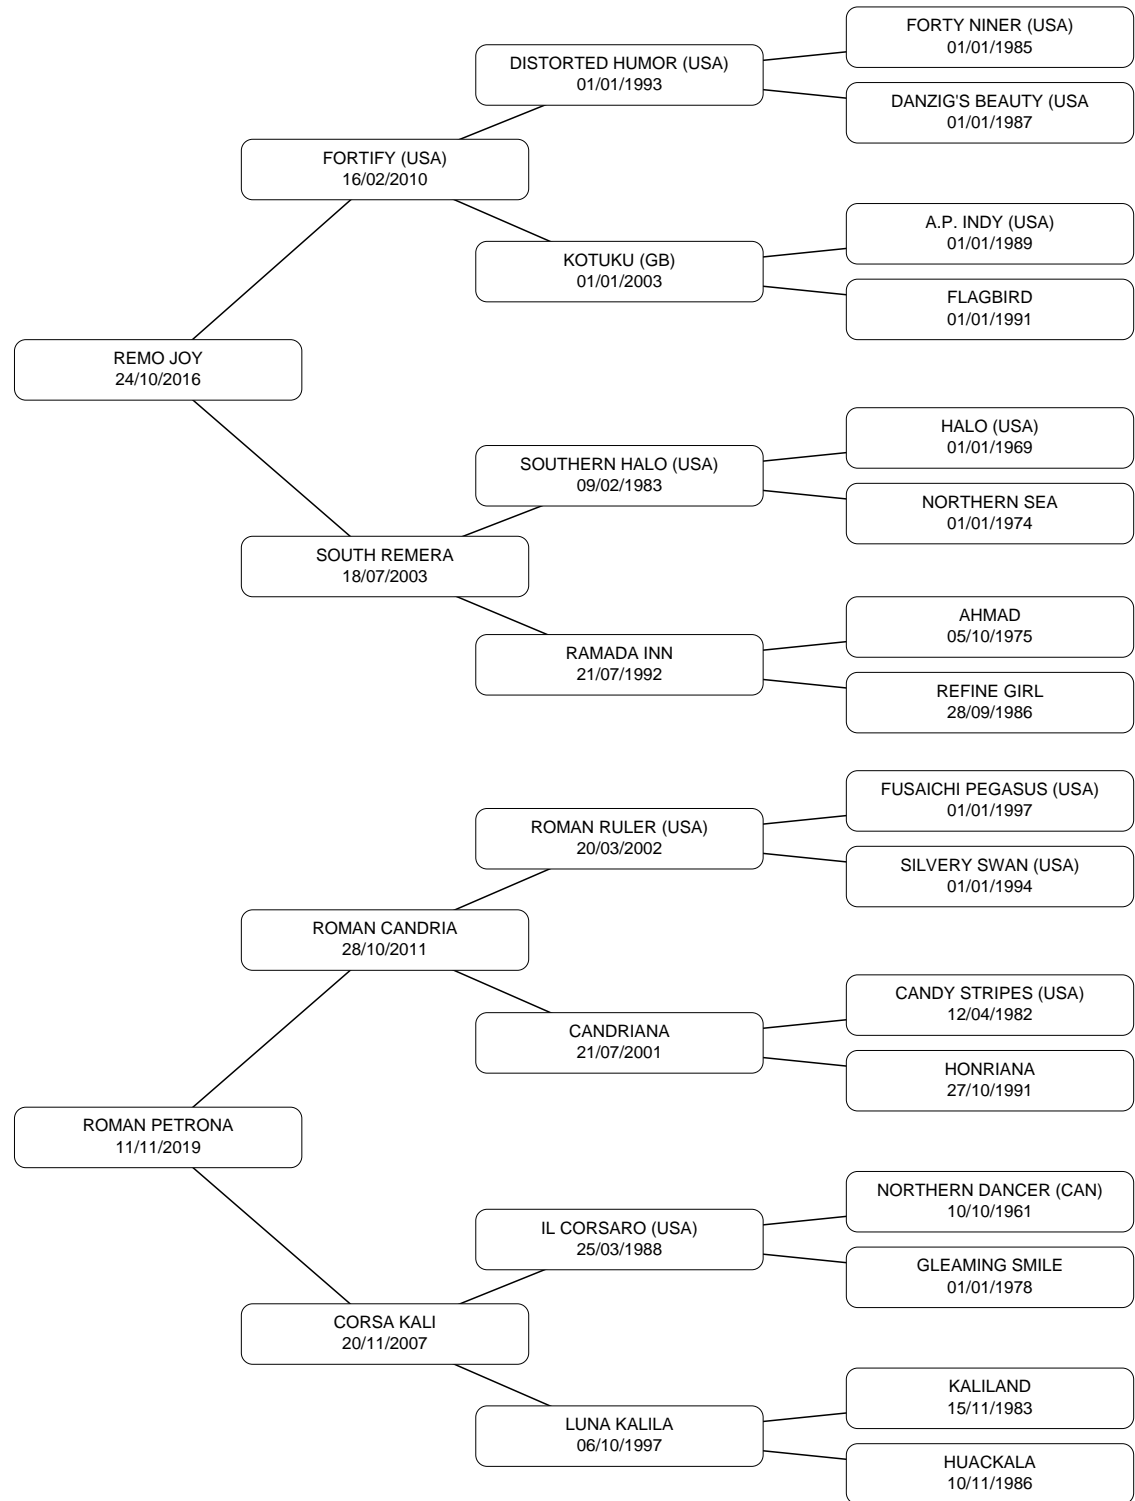 FORTY NINER (USA)
01/01/1985
DISTORTED HUMOR (USA)
01/01/1993
DANZIG'S BEAUTY (USA
01/01/1987
FORTIFY (USA)
16/02/2010
A.P. INDY (USA)
01/01/1989
KOTUKU (GB)
01/01/2003
FLAGBIRD
01/01/1991
REMO JOY
24/10/2016
HALO (USA)
01/01/1969
SOUTHERN HALO (USA)
09/02/1983
NORTHERN SEA
01/01/1974
SOUTH REMERA
18/07/2003
AHMAD
05/10/1975
RAMADA INN
21/07/1992
REFINE GIRL
28/09/1986
FUSAICHI PEGASUS (USA)
01/01/1997
ROMAN RULER (USA)
20/03/2002
SILVERY SWAN (USA)
01/01/1994
ROMAN CANDRIA
28/10/2011
CANDY STRIPES (USA)
12/04/1982
CANDRIANA
21/07/2001
HONRIANA
27/10/1991
ROMAN PETRONA
11/11/2019
NORTHERN DANCER (CAN)
10/10/1961
IL CORSARO (USA)
25/03/1988
GLEAMING SMILE
01/01/1978
CORSA KALI
20/11/2007
KALILAND
15/11/1983
LUNA KALILA
06/10/1997
HUACKALA
10/11/1986